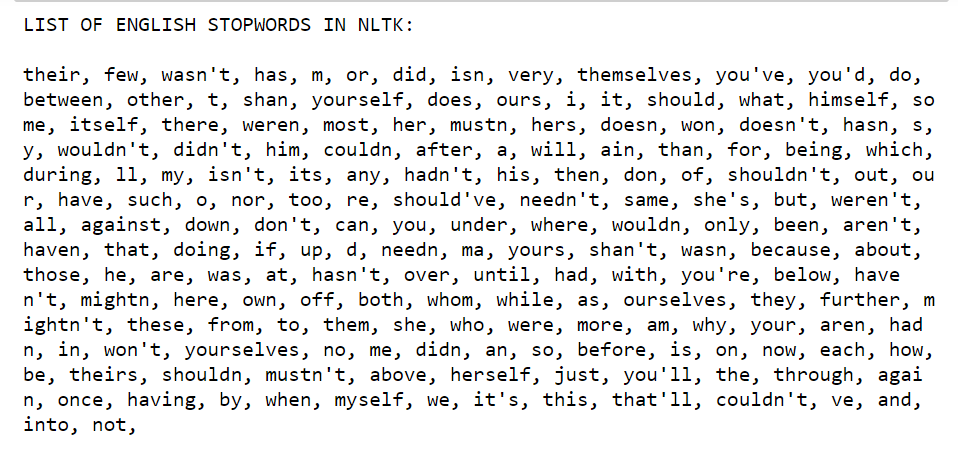 LIST OF ENGLISH STOPWORDS IN NLTK:
their, few, wasn't, has, m, or, did, isn, very, themselves, you've, you'd, do,
between, other, t, shan, yourself, does, ours, i, it, should, what, himself, so
me, itself, there, weren, most, her, mustn, hers, doesn, won, doesn't, hasn, s,
y, wouldn't, didn't, him, couldn, after, a, will, ain, than, for, being, which,
during, ll, my, isn't, its, any, hadn't, his, then, don, of, shouldn't, out, ou
r, have, such, o, nor, too, re, should've, needn't, same, she's, but, weren't,
all, against, down, don't, can, you, under, where, wouldn, only, been, aren't,
haven, that, doing, if, up, d, needn, ma, yours, shan't, wasn, because, about,
those, he, are, was, at, hasn't, over, until, had, with, you're, below, have
n't, mightn, here, own, off, both, whom, while, as, ourselves, they, further, m
ightn't, these, from, to, them, she, who, were, more, am, why, your, aren, had
n, in, won't, yourselves, no, me, didn, an, so, before, is, on, now, each, how,
be, theirs, shouldn, mustn't, above, herself, just, you'll, the, through, agai
n, once, having, by, when, myself, we, it's, this, that'll, couldn't, ve, and,
into, not,